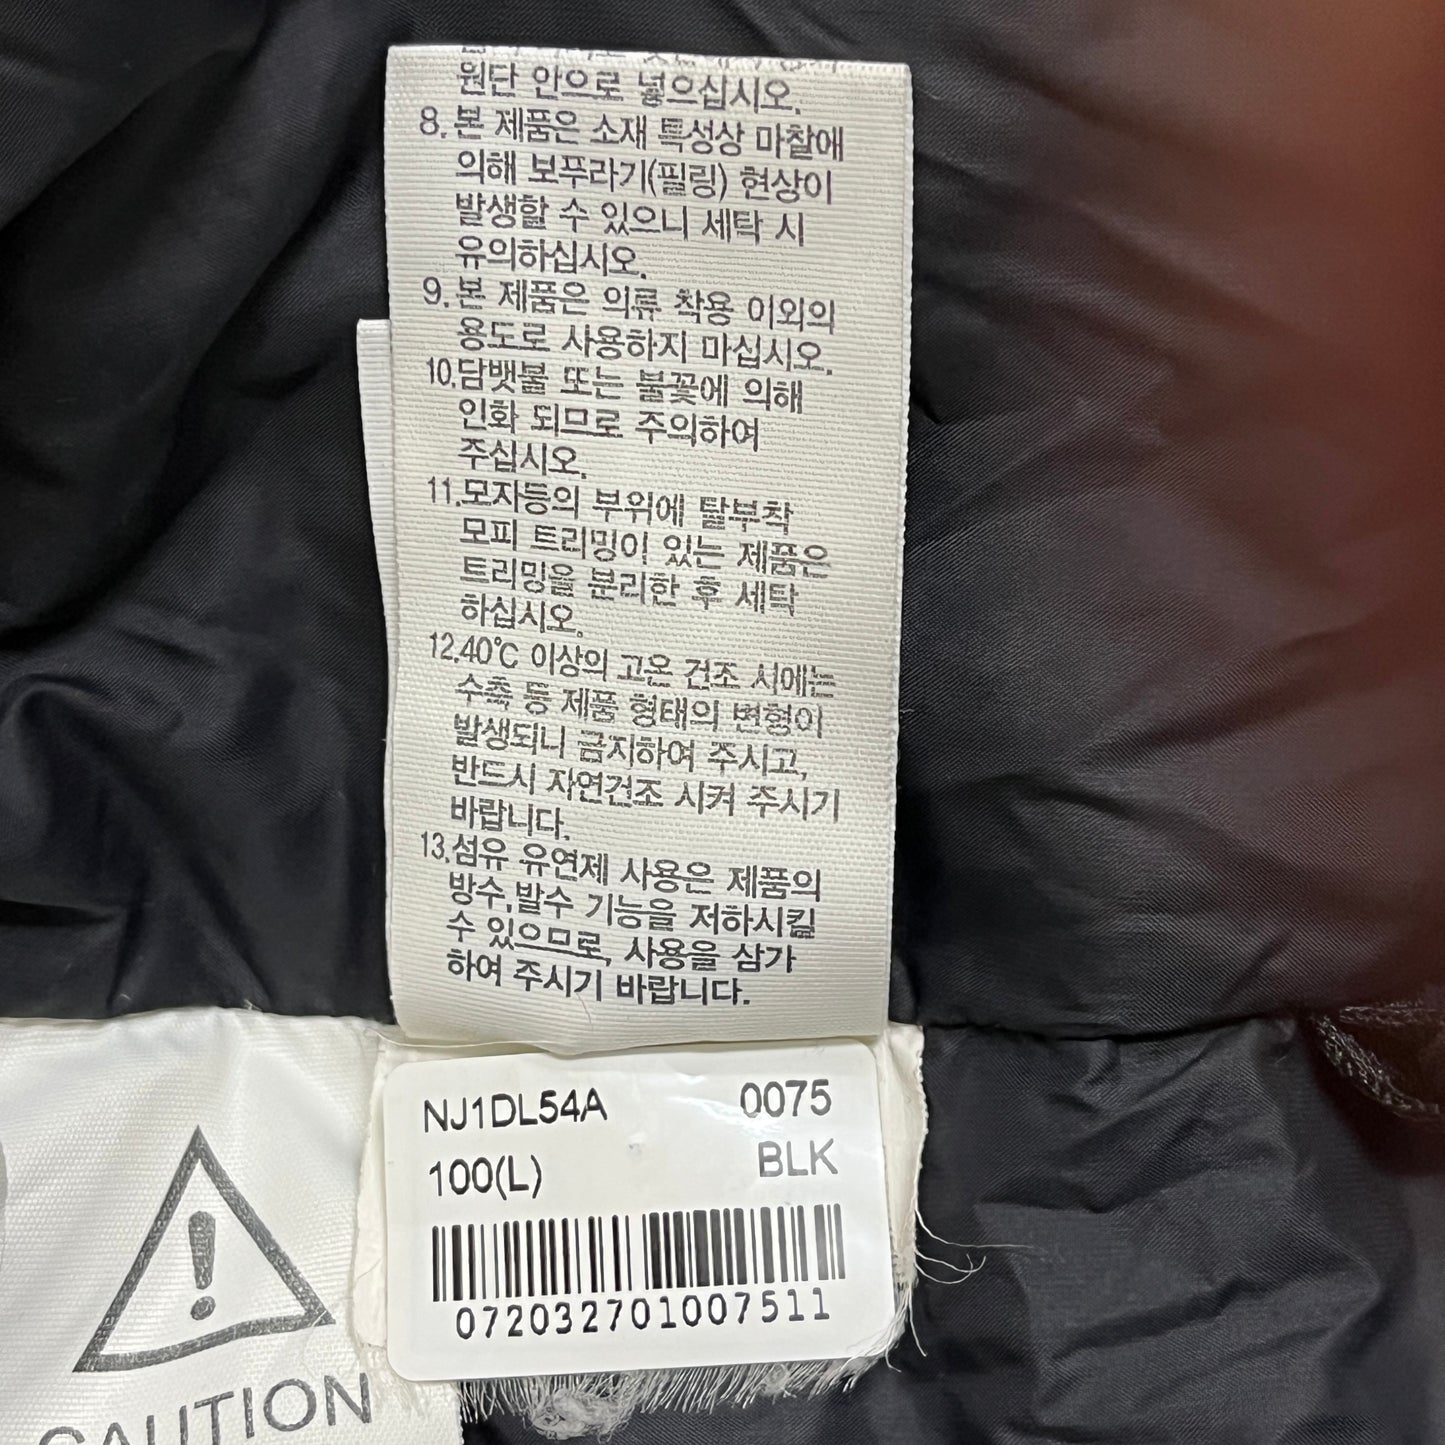 원단 안으로 넣으십시오.
8.본 제품은 소재 특성상 마찰에
의해 보푸라기(필링) 현상이
발생할 수 있으니 세탁 시
유의하십시오.
9.본 제품은 의류 착용 이외의
용도로 사용하지 마십시오.
10.담뱃불 또는 불꽃에 의해
인화 되므로 주의하여
주십시오.
11.모자등의 부위에 탈부착
모피 트리밍이 있는 제품은
트리밍을 분리한 후 세탁
하십시오.
12.40℃ 이상의 고온 건조 시에는
수축 등 제품 형태의 변형이
발생되니 금지하여 주시고,
반드시 자연건조 시켜 주시기
바랍니다.
13.섬유 유연제 사용은 제품의
방수,발수 기능을 저하시킬
수 있으므로, 사용을 삼가
하여 주시기 바랍니다.
NJ1DL54A 0075
100(L) BLK
072032701007511
CAUTION